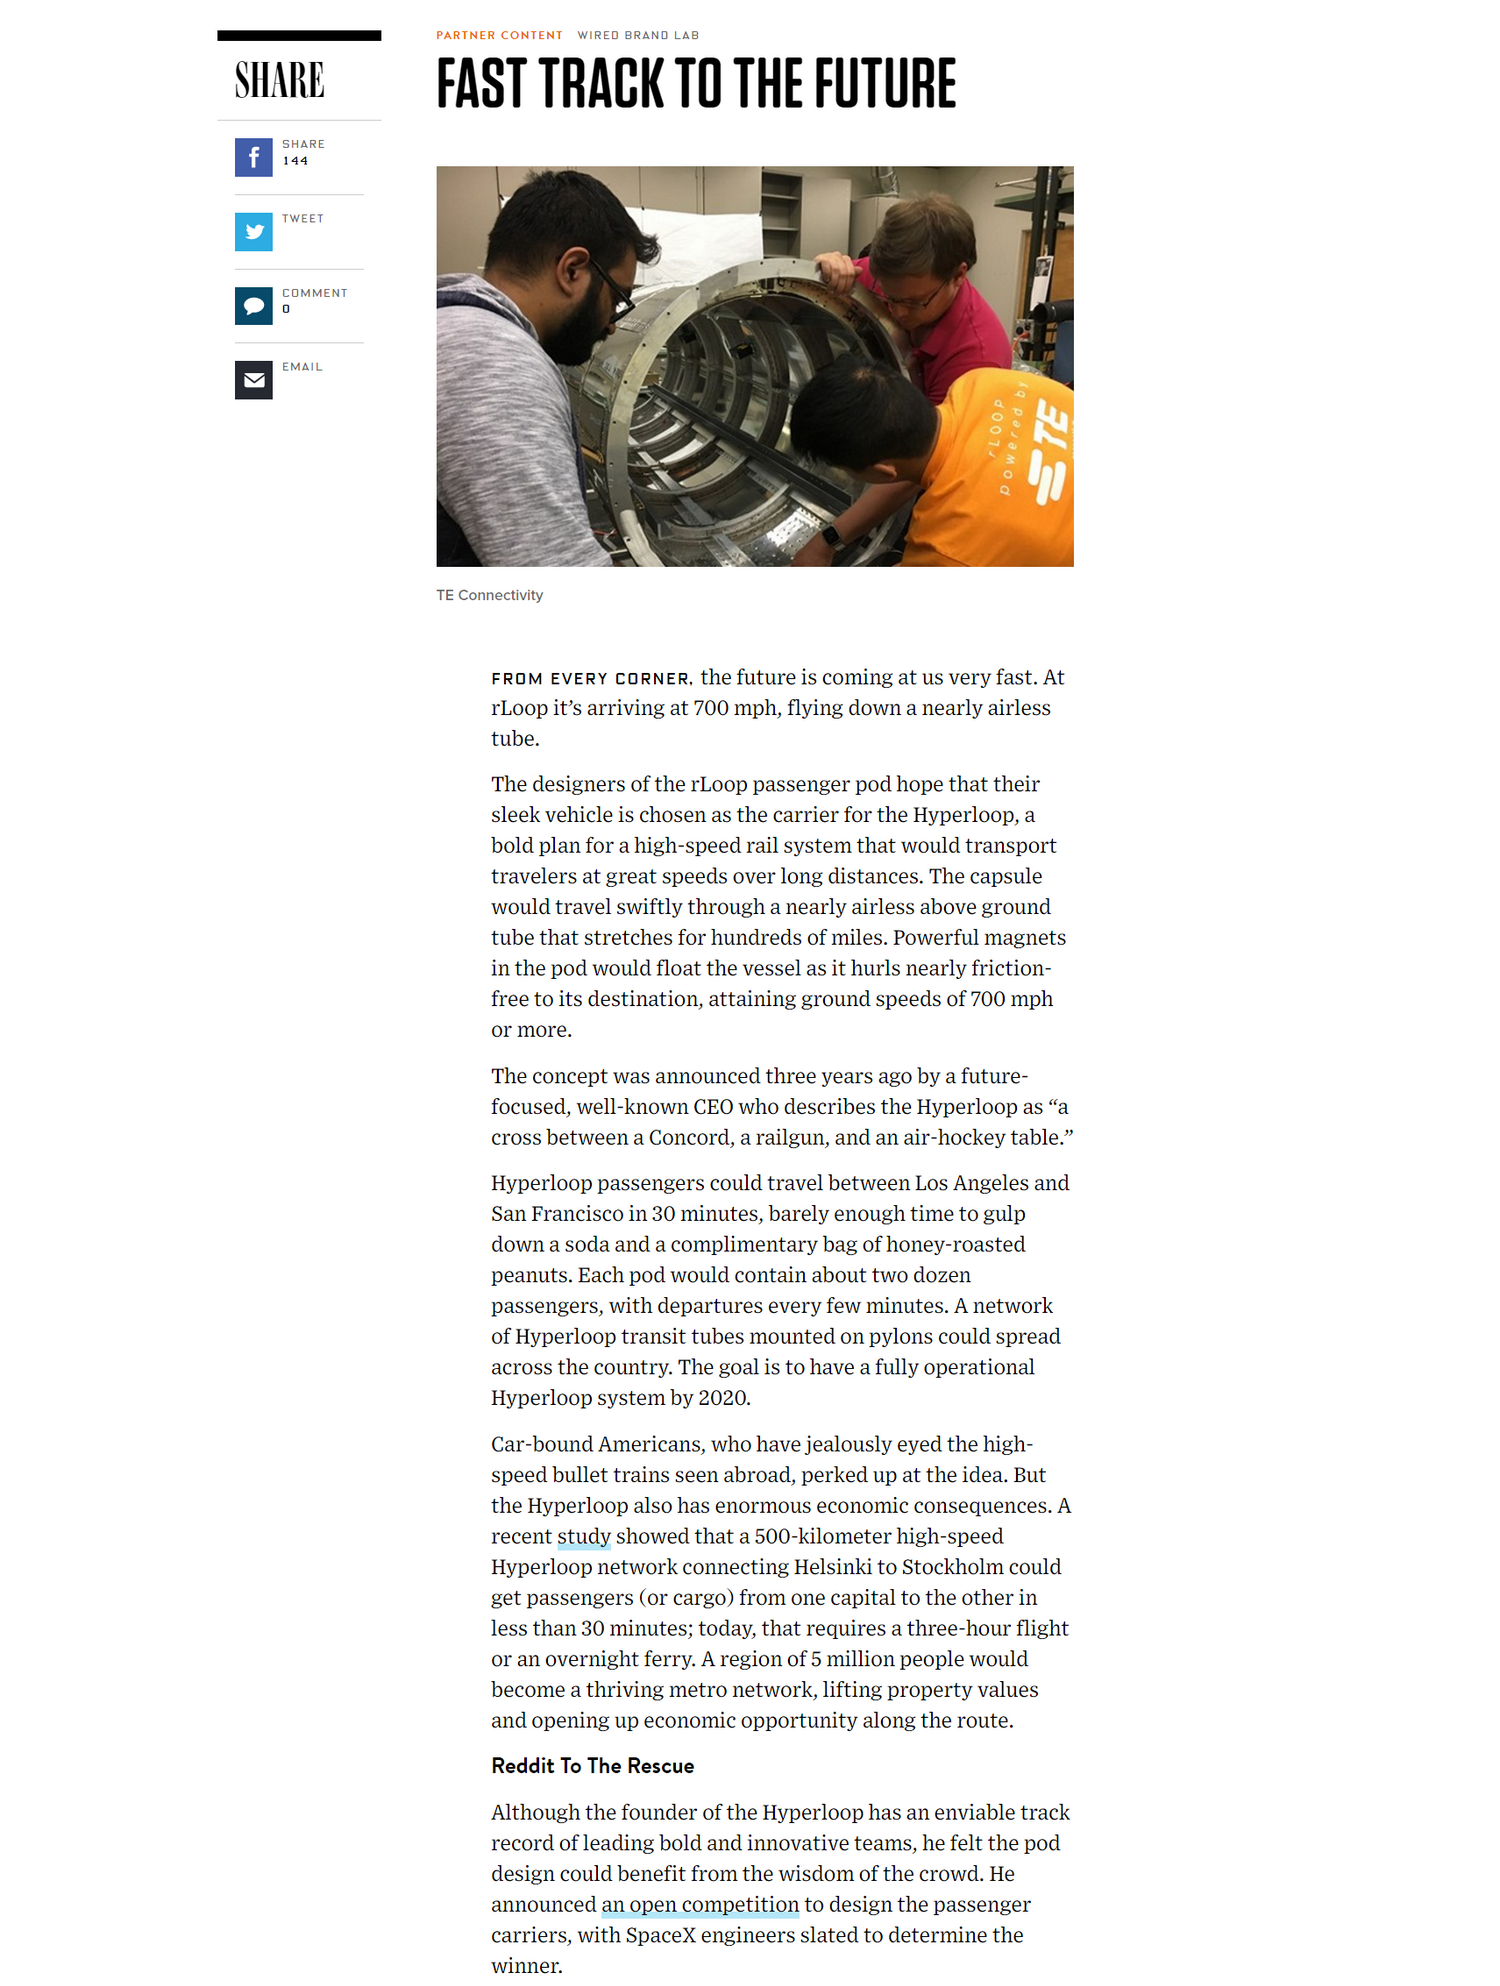 PARTNER CONTENT WIRED BRAND LAB
FAST TRACK TO THE FUTURE
SHARE
SHARE
144
TWEET
COMMENT
0
EMAIL
rLOOP
powered by
TE
TE Connectivity
FROM EVERY CORNER, the future is coming at us very fast. At
rLoop it’s arriving at 700 mph, flying down a nearly airless
tube.
The designers of the rLoop passenger pod hope that their
sleek vehicle is chosen as the carrier for the Hyperloop, a
bold plan for a high-speed rail system that would transport
travelers at great speeds over long distances. The capsule
would travel swiftly through a nearly airless above ground
tube that stretches for hundreds of miles. Powerful magnets
in the pod would float the vessel as it hurls nearly friction-
free to its destination, attaining ground speeds of 700 mph
or more.
The concept was announced three years ago by a future-
focused, well-known CEO who describes the Hyperloop as “a
cross between a Concord, a railgun, and an air-hockey table.”
Hyperloop passengers could travel between Los Angeles and
San Francisco in 30 minutes, barely enough time to gulp
down a soda and a complimentary bag of honey-roasted
peanuts. Each pod would contain about two dozen
passengers, with departures every few minutes. A network
of Hyperloop transit tubes mounted on pylons could spread
across the country. The goal is to have a fully operational
Hyperloop system by 2020.
Car-bound Americans, who have jealously eyed the high-
speed bullet trains seen abroad, perked up at the idea. But
the Hyperloop also has enormous economic consequences. A
recent study showed that a 500-kilometer high-speed
Hyperloop network connecting Helsinki to Stockholm could
get passengers (or cargo) from one capital to the other in
less than 30 minutes; today, that requires a three-hour flight
or an overnight ferry. A region of 5 million people would
become a thriving metro network, lifting property values
and opening up economic opportunity along the route.
Reddit To The Rescue
Although the founder of the Hyperloop has an enviable track
record of leading bold and innovative teams, he felt the pod
design could benefit from the wisdom of the crowd. He
announced an open competition to design the passenger
carriers, with SpaceX engineers slated to determine the
winner.